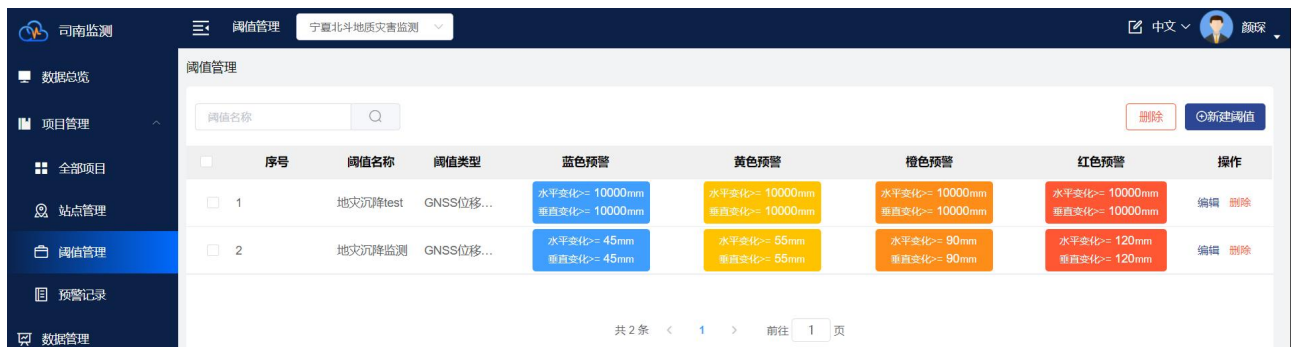 司南监测
阈值管理 宁夏北斗地质灾害监测
中文 颜琛
数据总览
项目管理
全部项目
站点管理
阈值管理
预警记录
数据管理
阈值管理
阈值名称
删除 新建阈值
序号 阈值名称 阈值类型 蓝色预警 黄色预警 橙色预警 红色预警 操作
1 地灾沉降test GNSS位移... 水平变化>= 10000mm 水平变化>= 10000mm 水平变化>= 10000mm 水平变化>= 10000mm 编辑 删除
垂直变化>= 10000mm 垂直变化>= 10000mm 垂直变化>= 10000mm 垂直变化>= 10000mm
2 地灾沉降监测 GNSS位移... 水平变化>= 45mm 水平变化>= 55mm 水平变化>= 90mm 水平变化>= 120mm 编辑 删除
垂直变化>= 45mm 垂直变化>= 55mm 垂直变化>= 90mm 垂直变化>= 120mm
共 2 条 < 1 > 前往 1 页